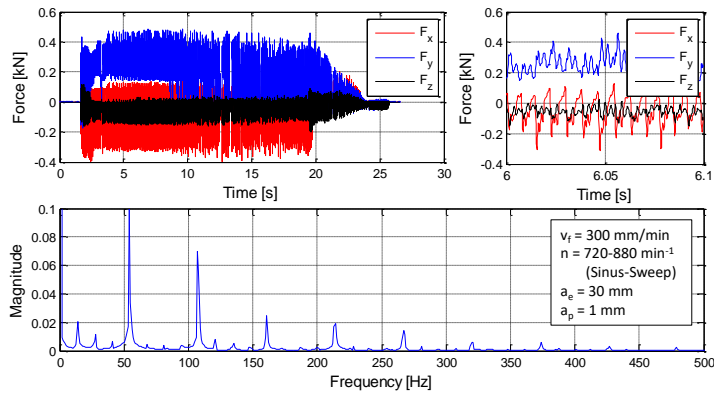 0.6
0.4
0.2
0
-0.2
-0.4
Force [kN]
0 5 10 15 20 25 30
Time [s]
F_x
F_y
F_z
0.6
0.4
0.2
0
-0.2
-0.4
Force [kN]
6 6.05 6.1
Time [s]
F_x
F_y
F_z
0.1
0.08
0.06
0.04
0.02
0
Magnitude
0 50 100 150 200 250 300 350 400 450 500
Frequency [Hz]
v_f = 300 mm/min
n = 720-880 min⁻¹
(Sinus-Sweep)
a_e = 30 mm
a_p = 1 mm